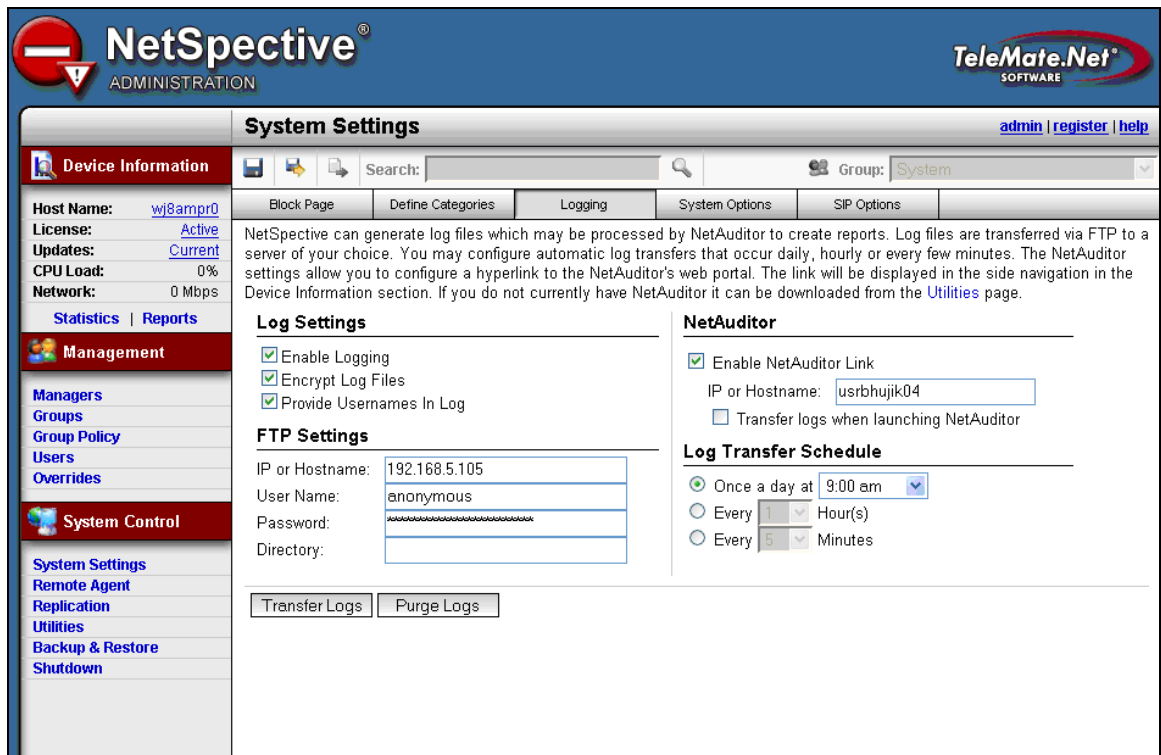 NetSpective®
ADMINISTRATION
TeleMate.Net®
SOFTWARE
System Settings
admin | register | help
Device Information
Search:
Group: System
Host Name: wj8ampr0
License: Active
Updates: Current
CPU Load: 0%
Network: 0 Mbps
Statistics | Reports
Management
Managers
Groups
Group Policy
Users
Overrides
System Control
System Settings
Remote Agent
Replication
Utilities
Backup & Restore
Shutdown
Block Page
Define Categories
Logging
System Options
SIP Options
NetSpective can generate log files which may be processed by NetAuditor to create reports. Log files are transferred via FTP to a
server of your choice. You may configure automatic log transfers that occur daily, hourly or every few minutes. The NetAuditor
settings allow you to configure a hyperlink to the NetAuditor's web portal. The link will be displayed in the side navigation in the
Device Information section. If you do not currently have NetAuditor it can be downloaded from the Utilities page.
Log Settings
Enable Logging
Encrypt Log Files
Provide Usernames In Log
FTP Settings
IP or Hostname: 192.168.5.105
User Name: anonymous
Password: *************************
Directory:
NetAuditor
Enable NetAuditor Link
IP or Hostname: usrbhujik04
Transfer logs when launching NetAuditor
Log Transfer Schedule
Once a day at 9:00 am
Every 1 Hour(s)
Every 5 Minutes
Transfer Logs
Purge Logs